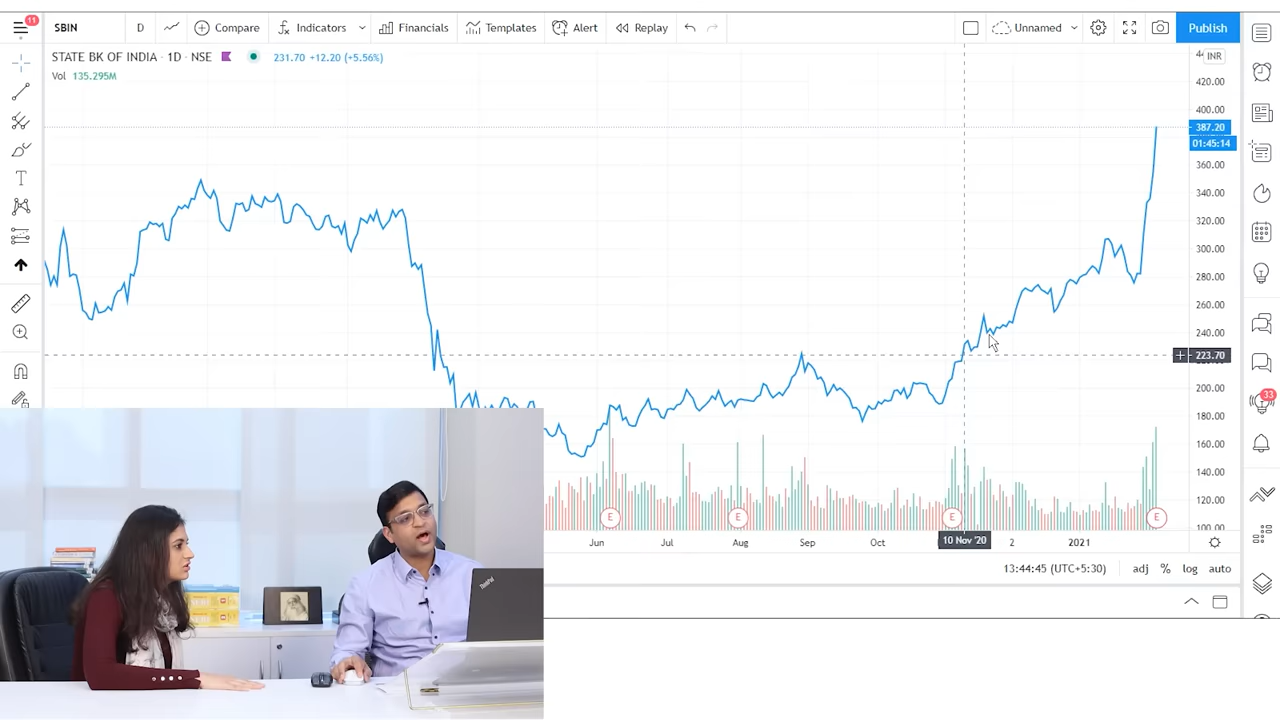 11
SBIN
D
Compare
Indicators
Financials
Templates
Alert
Replay
Unnamed
Publish
STATE BK OF INDIA · 1D · NSE
231.70 +12.20 (+5.56%)
Vol 135.295M
INR
420.00
400.00
387.20
01:45:14
360.00
340.00
320.00
300.00
280.00
260.00
240.00
223.70
200.00
180.00
160.00
140.00
120.00
100.00
33
E
E
E
E
Jun
Jul
Aug
Sep
Oct
10 Nov '20
2
2021
13:44:45 (UTC+5:30)
adj
%
log
auto
ThinkPad